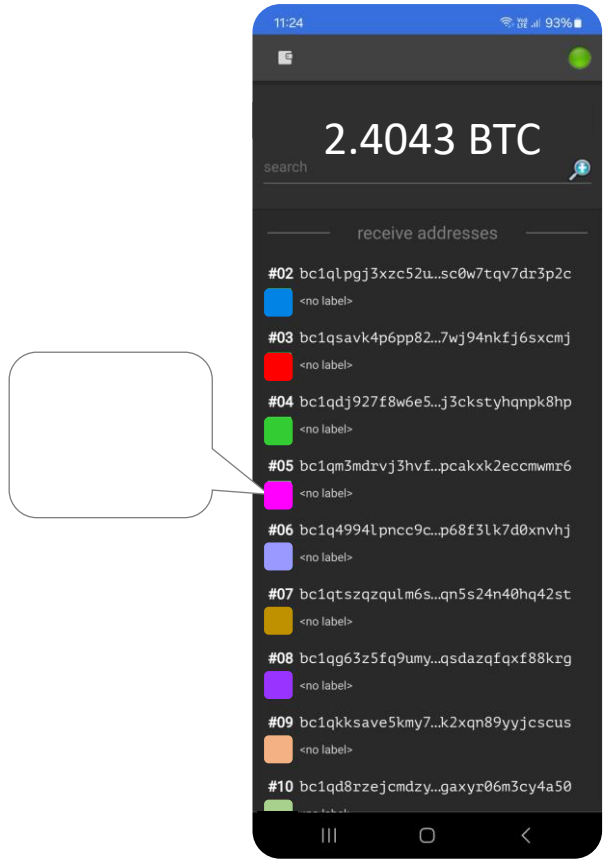 11:24 Vo) LTE 93%
2.4043 BTC
search
receive addresses
#02 bc1qlpgj3xzc52u…sc0w7tqv7dr3p2c
<no label>
#03 bc1qsavk4p6pp82…7wj94nkfj6sxcmj
<no label>
#04 bc1qdj927f8w6e5…j3ckstyhqnpk8hp
<no label>
#05 bc1qm3mdrvj3hvf…pcakxk2eccmwmr6
<no label>
#06 bc1q4994lpncc9c…p68f3lk7d0xnvhj
<no label>
#07 bc1qtszqzqulm6s…qn5s24n40hq42st
<no label>
#08 bc1qg63z5fq9umy…qsdazqfqxf88krg
<no label>
#09 bc1qkksave5kmy7…k2xqn89yyjcscus
<no label>
#10 bc1qd8rzejcmdzy…gaxyr06m3cy4a50